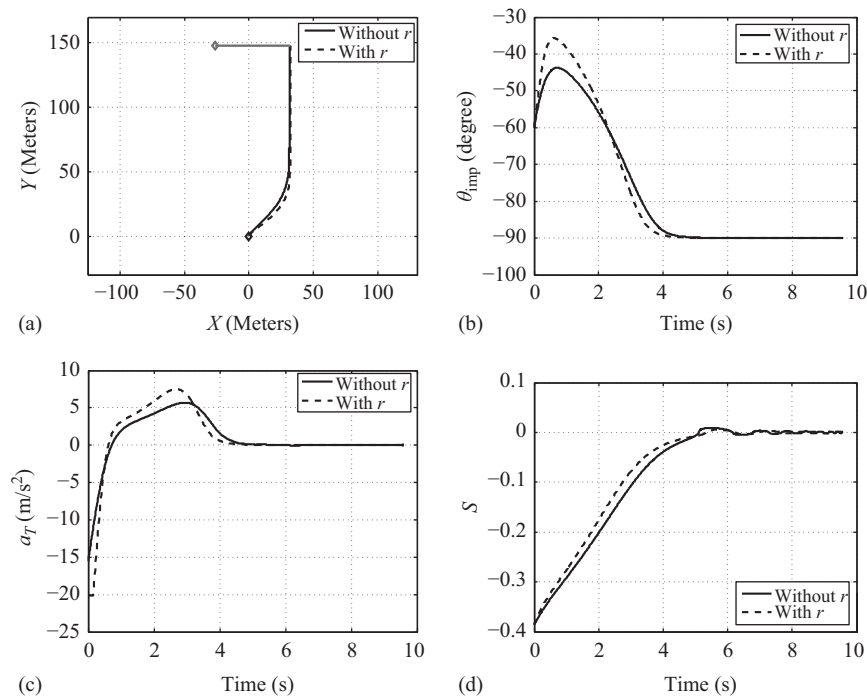 150
100
50
0
Y (Meters)
−100
−50
0
50
100
X (Meters)
Without r
With r
(a)
−30
−40
−50
−60
−70
−80
−90
−100
θimp (degree)
0
2
4
6
8
10
Time (s)
Without r
With r
(b)
10
5
0
−5
−10
−15
−20
−25
aT (m/s²)
0
2
4
6
8
10
Time (s)
Without r
With r
(c)
0.1
0
−0.1
−0.2
−0.3
−0.4
S
0
2
4
6
8
10
Time (s)
Without r
With r
(d)